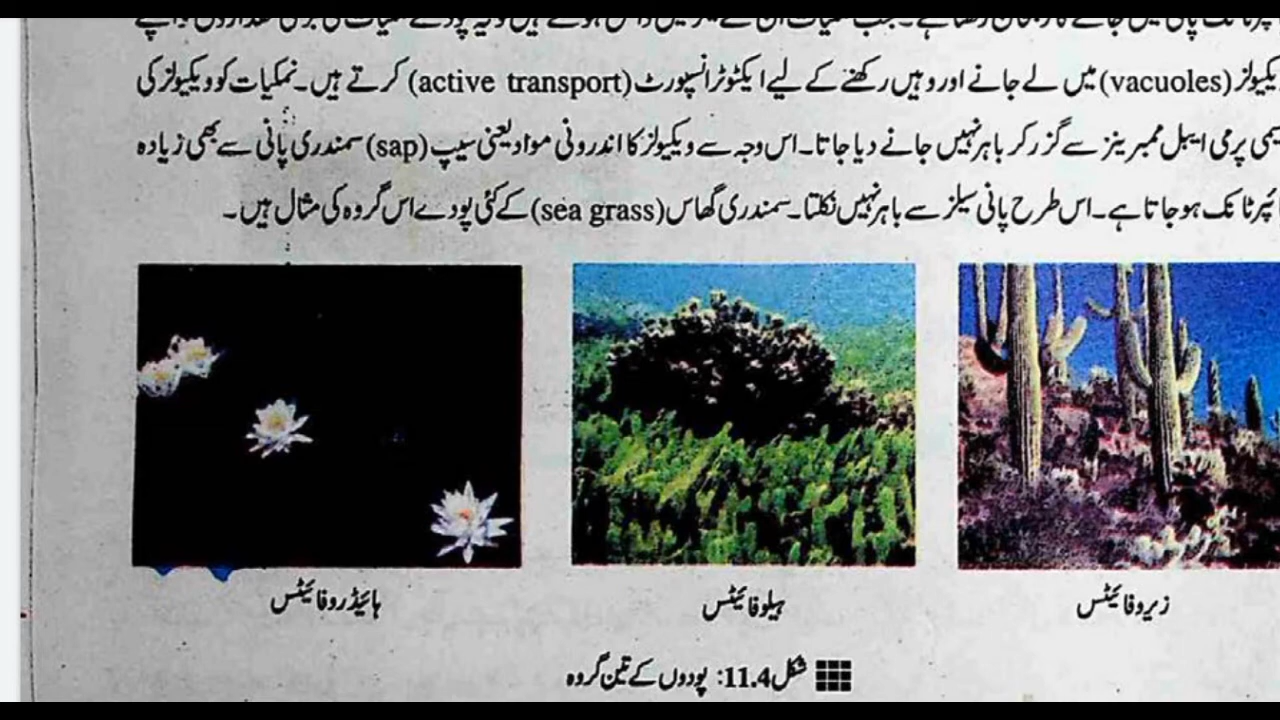 یکیولز (vacuoles) میں لے جانے اور وہیں رکھنے کے لیے ایکٹوٹرانسپورٹ (active transport) کرتے ہیں۔ نمکیات کو ویکیولز کی
سیمی پرمی ایبل ممبرینز سے گزر کر باہر نہیں جانے دیا جاتا۔ اس وجہ سے ویکیولز کا اندرونی مواد یعنی سیپ (sap) سمندری پانی سے بھی زیادہ
ئپرٹانک ہو جاتا ہے۔ اس طرح پانی سیلز سے باہر نہیں نکلتا۔ سمندری گھاس (sea grass) کے کئی پودے اس گروہ کی مثال ہیں۔
زیروفائیٹس
ہیلوفائیٹس
ہائیڈروفائیٹس
شکل 11.4: پودوں کے تین گروہ